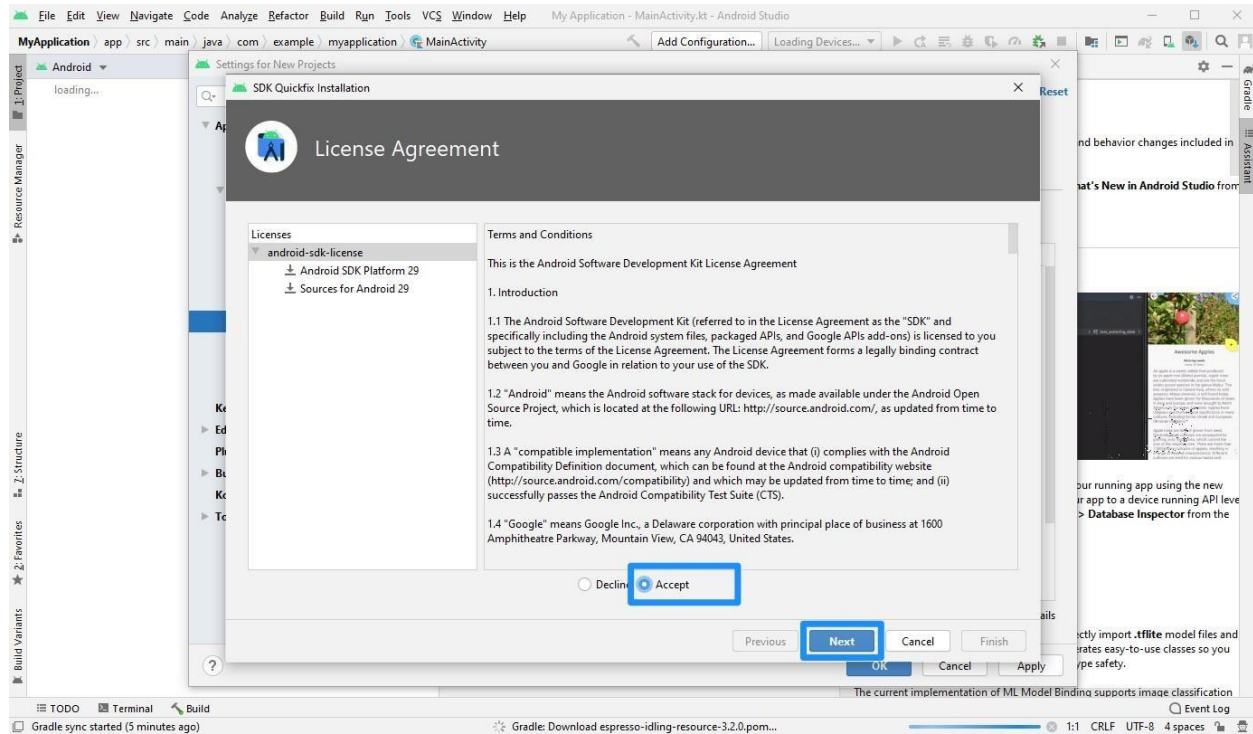 File Edit View Navigate Code Analyze Refactor Build Run Tools VCS Window Help My Application - MainActivity.kt - Android Studio
MyApplication app src main java com example myapplication MainActivity Add Configuration... Loading Devices...
1: Project
Resource Manager
Z: Structure
2: Favorites
Build Variants
Android
loading...
Settings for New Projects
Reset
Ap
Ke
Ed
Plu
Bu
Ko
To
SDK Quickfix Installation
License Agreement
Licenses
android-sdk-license
Android SDK Platform 29
Sources for Android 29
Terms and Conditions
This is the Android Software Development Kit License Agreement
1. Introduction
1.1 The Android Software Development Kit (referred to in the License Agreement as the "SDK" and
specifically including the Android system files, packaged APIs, and Google APIs add-ons) is licensed to you
subject to the terms of the License Agreement. The License Agreement forms a legally binding contract
between you and Google in relation to your use of the SDK.
1.2 "Android" means the Android software stack for devices, as made available under the Android Open
Source Project, which is located at the following URL: http://source.android.com/, as updated from time to
time.
1.3 A "compatible implementation" means any Android device that (i) complies with the Android
Compatibility Definition document, which can be found at the Android compatibility website
(http://source.android.com/compatibility) and which may be updated from time to time; and (ii)
successfully passes the Android Compatibility Test Suite (CTS).
1.4 "Google" means Google Inc., a Delaware corporation with principal place of business at 1600
Amphitheatre Parkway, Mountain View, CA 94043, United States.
Decline Accept
Previous Next Cancel Finish
ails
? OK Cancel Apply
nd behavior changes included in
hat's New in Android Studio from
Awesome Apples
our running app using the new
ur app to a device running API leve
> Database Inspector from the
ectly import .tflite model files and
erates easy-to-use classes so you
ype safety.
The current implementation of ML Model Binding supports image classification
Gradle
Assistant
TODO Terminal Build Event Log
Gradle sync started (5 minutes ago) Gradle: Download espresso-idling-resource-3.2.0.pom... 1:1 CRLF UTF-8 4 spaces